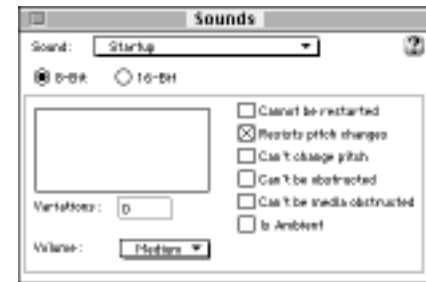 Sounds
Sound: Startup
?
8-Bit 16-Bit
Cannot be restarted
Resists pitch changes
Can't change pitch
Can't be obstructed
Can't be media obstructed
Is Ambient
Variations: 0
Volume: Medium